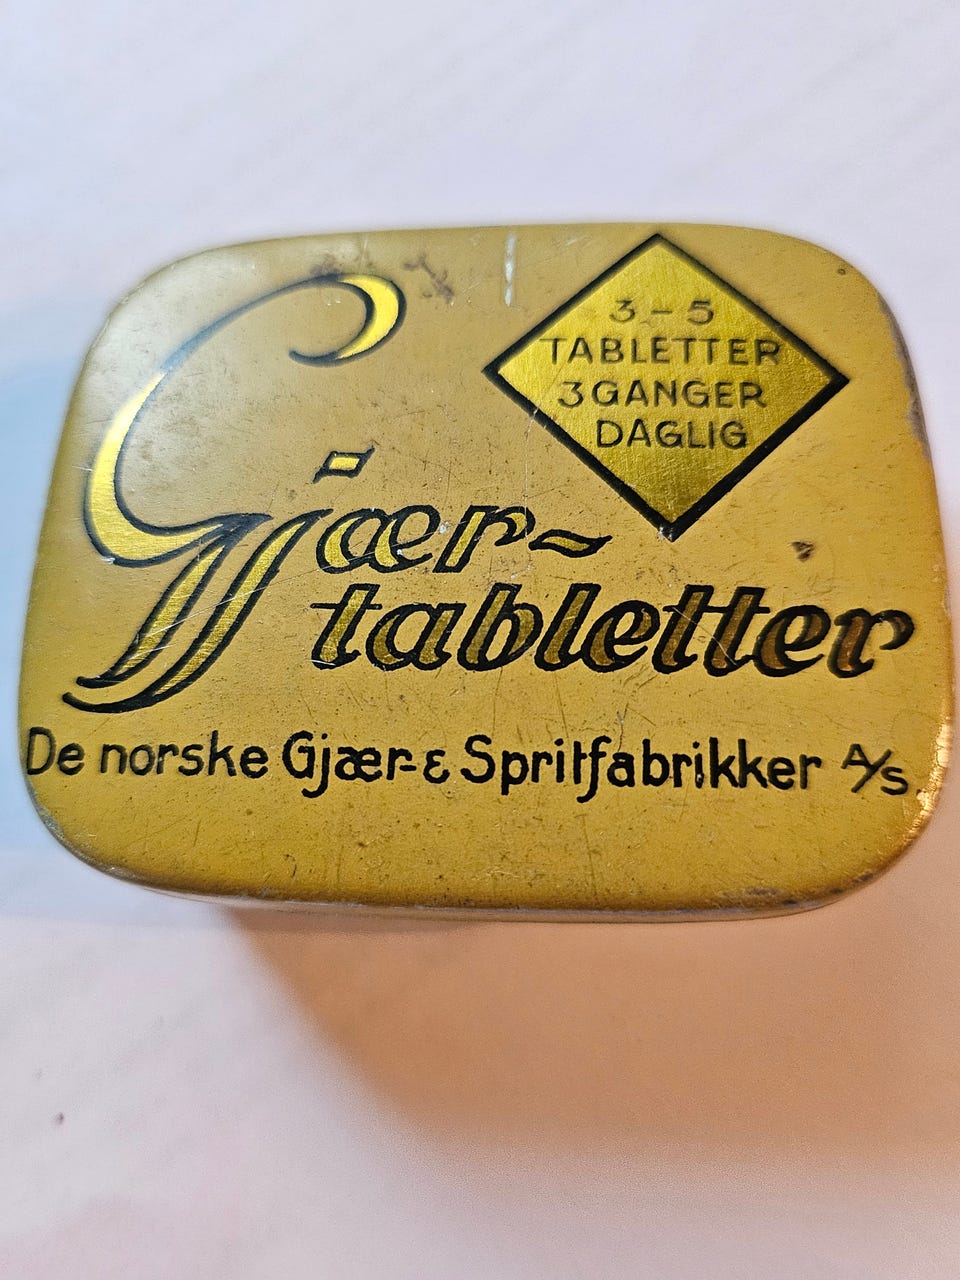 3 – 5
TABLETTER
3 GANGER
DAGLIG
Gjær-
tabletter
De norske Gjær- & Spritfabrikker A/S.